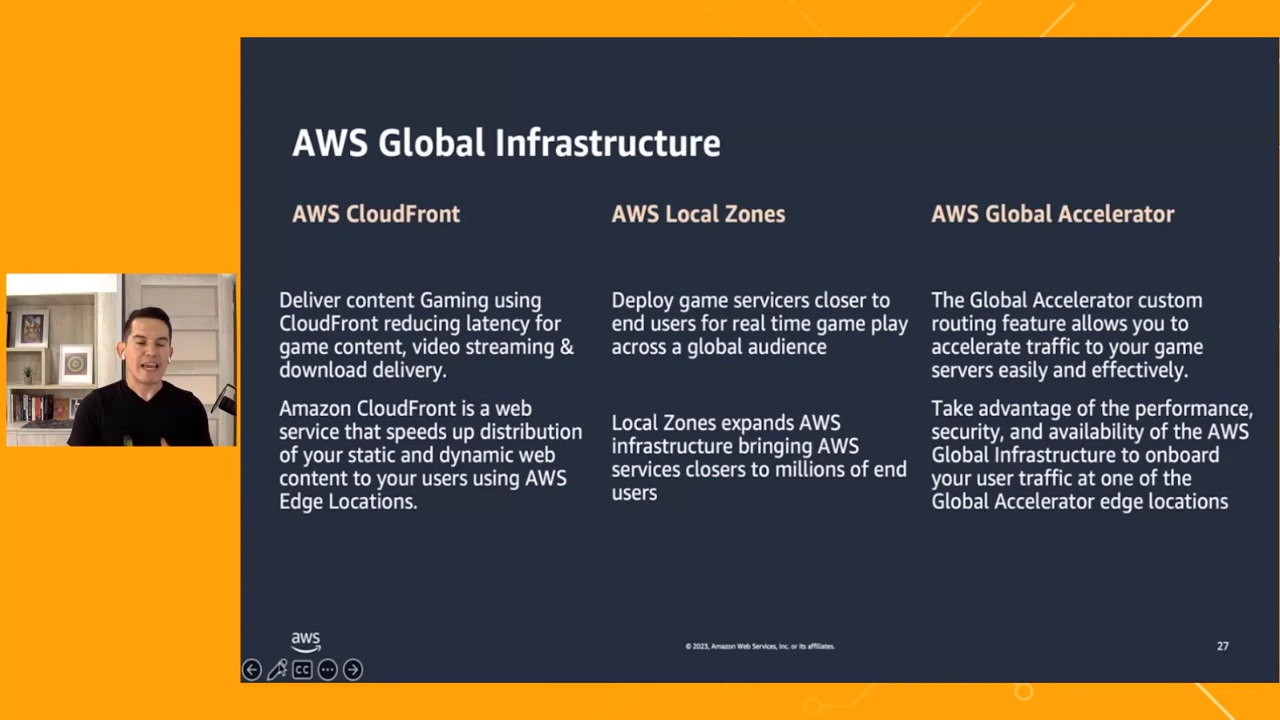 AWS Global Infrastructure
AWS CloudFront
Deliver content Gaming using
CloudFront reducing latency for
game content, video streaming &
download delivery.
Amazon CloudFront is a web
service that speeds up distribution
of your static and dynamic web
content to your users using AWS
Edge Locations.
AWS Local Zones
Deploy game servicers closer to
end users for real time game play
across a global audience
Local Zones expands AWS
infrastructure bringing AWS
services closers to millions of end
users
AWS Global Accelerator
The Global Accelerator custom
routing feature allows you to
accelerate traffic to your game
servers easily and effectively.
Take advantage of the performance,
security, and availability of the AWS
Global Infrastructure to onboard
your user traffic at one of the
Global Accelerator edge locations
aws
© 2023, Amazon Web Services, Inc. or its affiliates.
27
CC